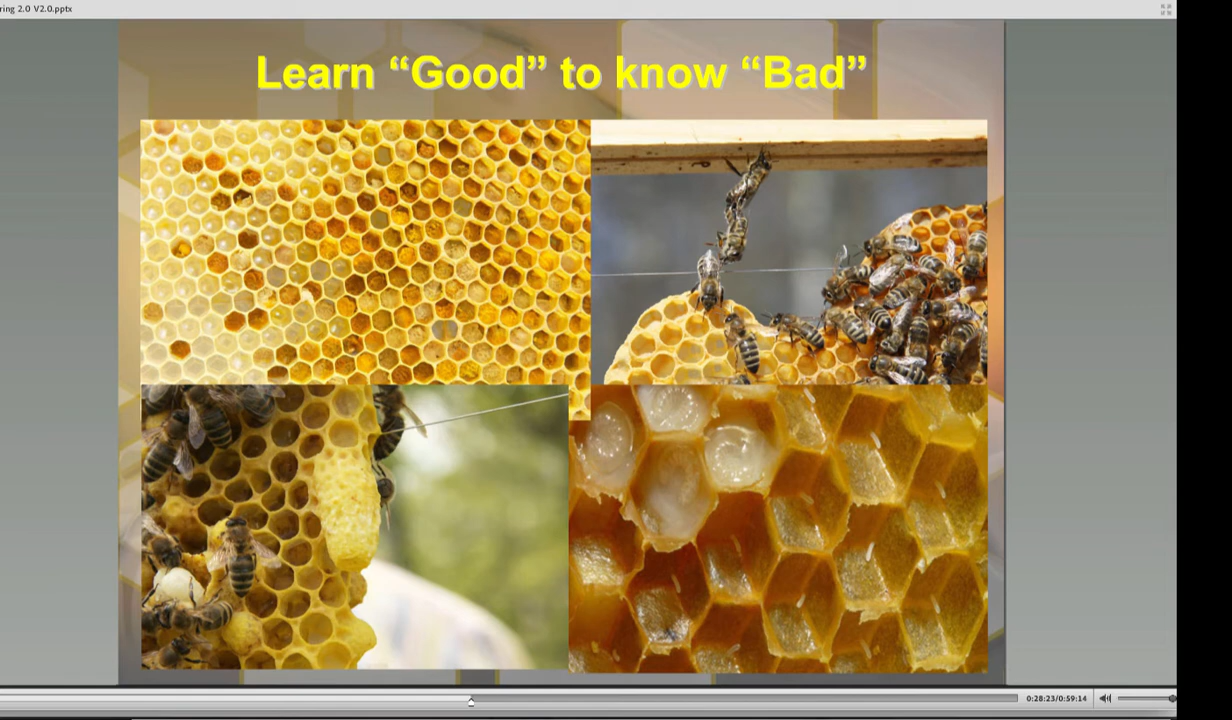 ring 2.0 V2.0.pptx
Learn “Good” to know “Bad”
0:28:23/0:59:14